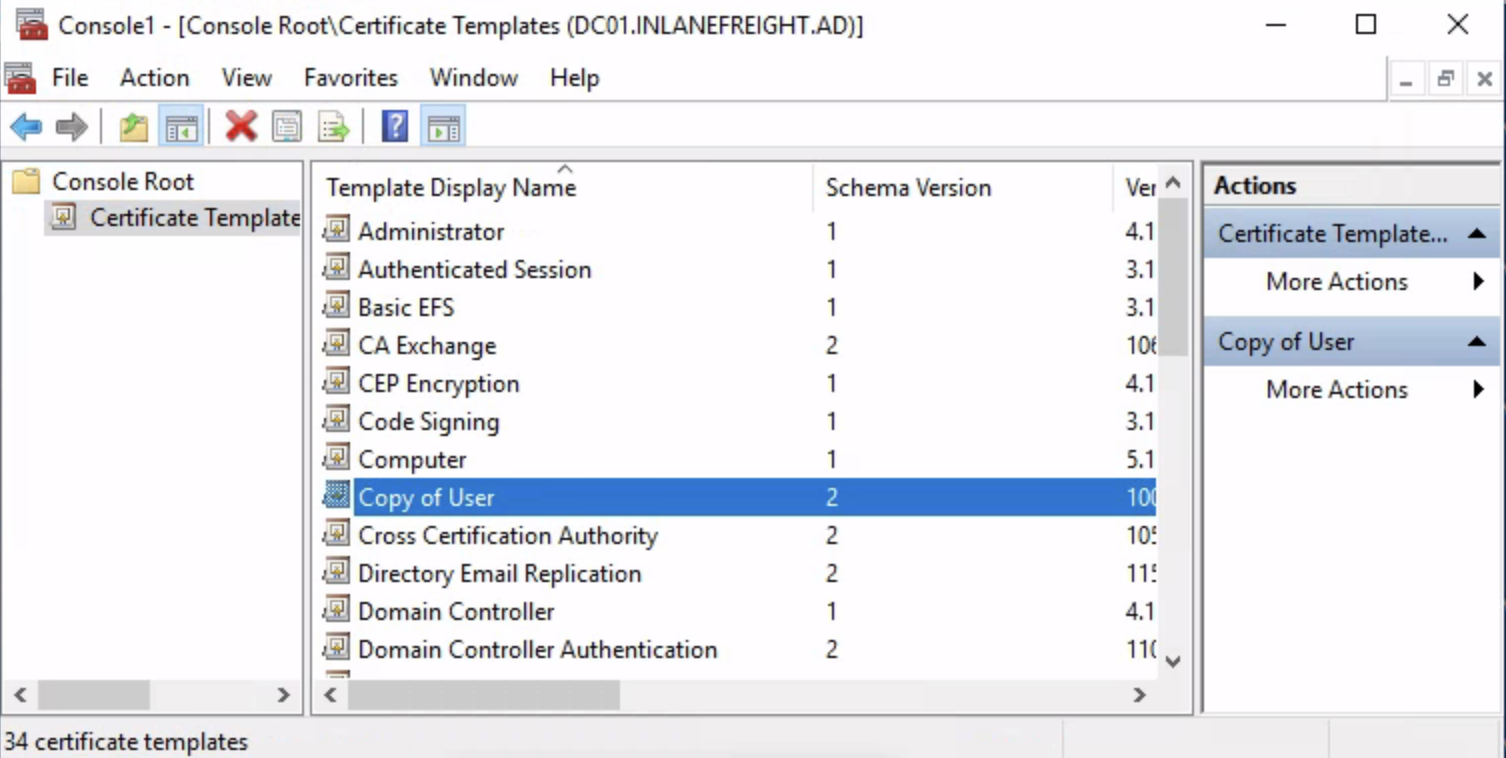 Console1 - [Console Root\Certificate Templates (DC01.INLANEFREIGHT.AD)]
File Action View Favorites Window Help
Console Root
Certificate Template
Template Display Name Schema Version Ver
Administrator 1 4.1
Authenticated Session 1 3.1
Basic EFS 1 3.1
CA Exchange 2 106
CEP Encryption 1 4.1
Code Signing 1 3.1
Computer 1 5.1
Copy of User 2 100
Cross Certification Authority 2 105
Directory Email Replication 2 115
Domain Controller 1 4.1
Domain Controller Authentication 2 110
Actions
Certificate Template...
More Actions
Copy of User
More Actions
34 certificate templates